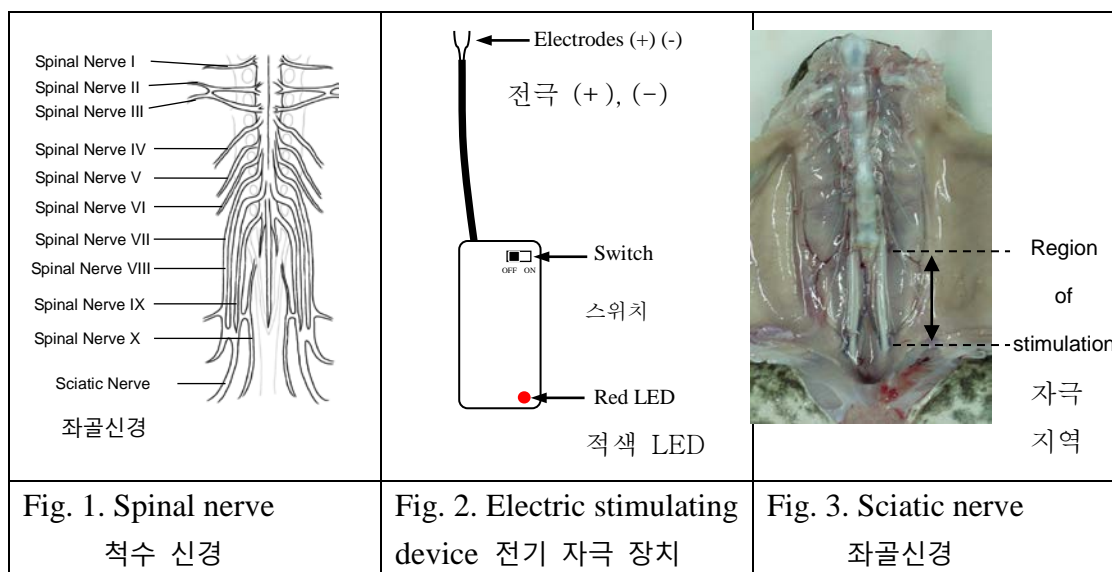 Spinal Nerve I
Spinal Nerve II
Spinal Nerve III
Spinal Nerve IV
Spinal Nerve V
Spinal Nerve VI
Spinal Nerve VII
Spinal Nerve VIII
Spinal Nerve IX
Spinal Nerve X
Sciatic Nerve
좌골신경
Electrodes (+) (-)
전극 (+), (-)
Switch
OFF ON
스위치
Red LED
적색 LED
Region
of
stimulation
자극
지역
Fig. 1. Spinal nerve
척수 신경
Fig. 2. Electric stimulating
device 전기 자극 장치
Fig. 3. Sciatic nerve
좌골신경